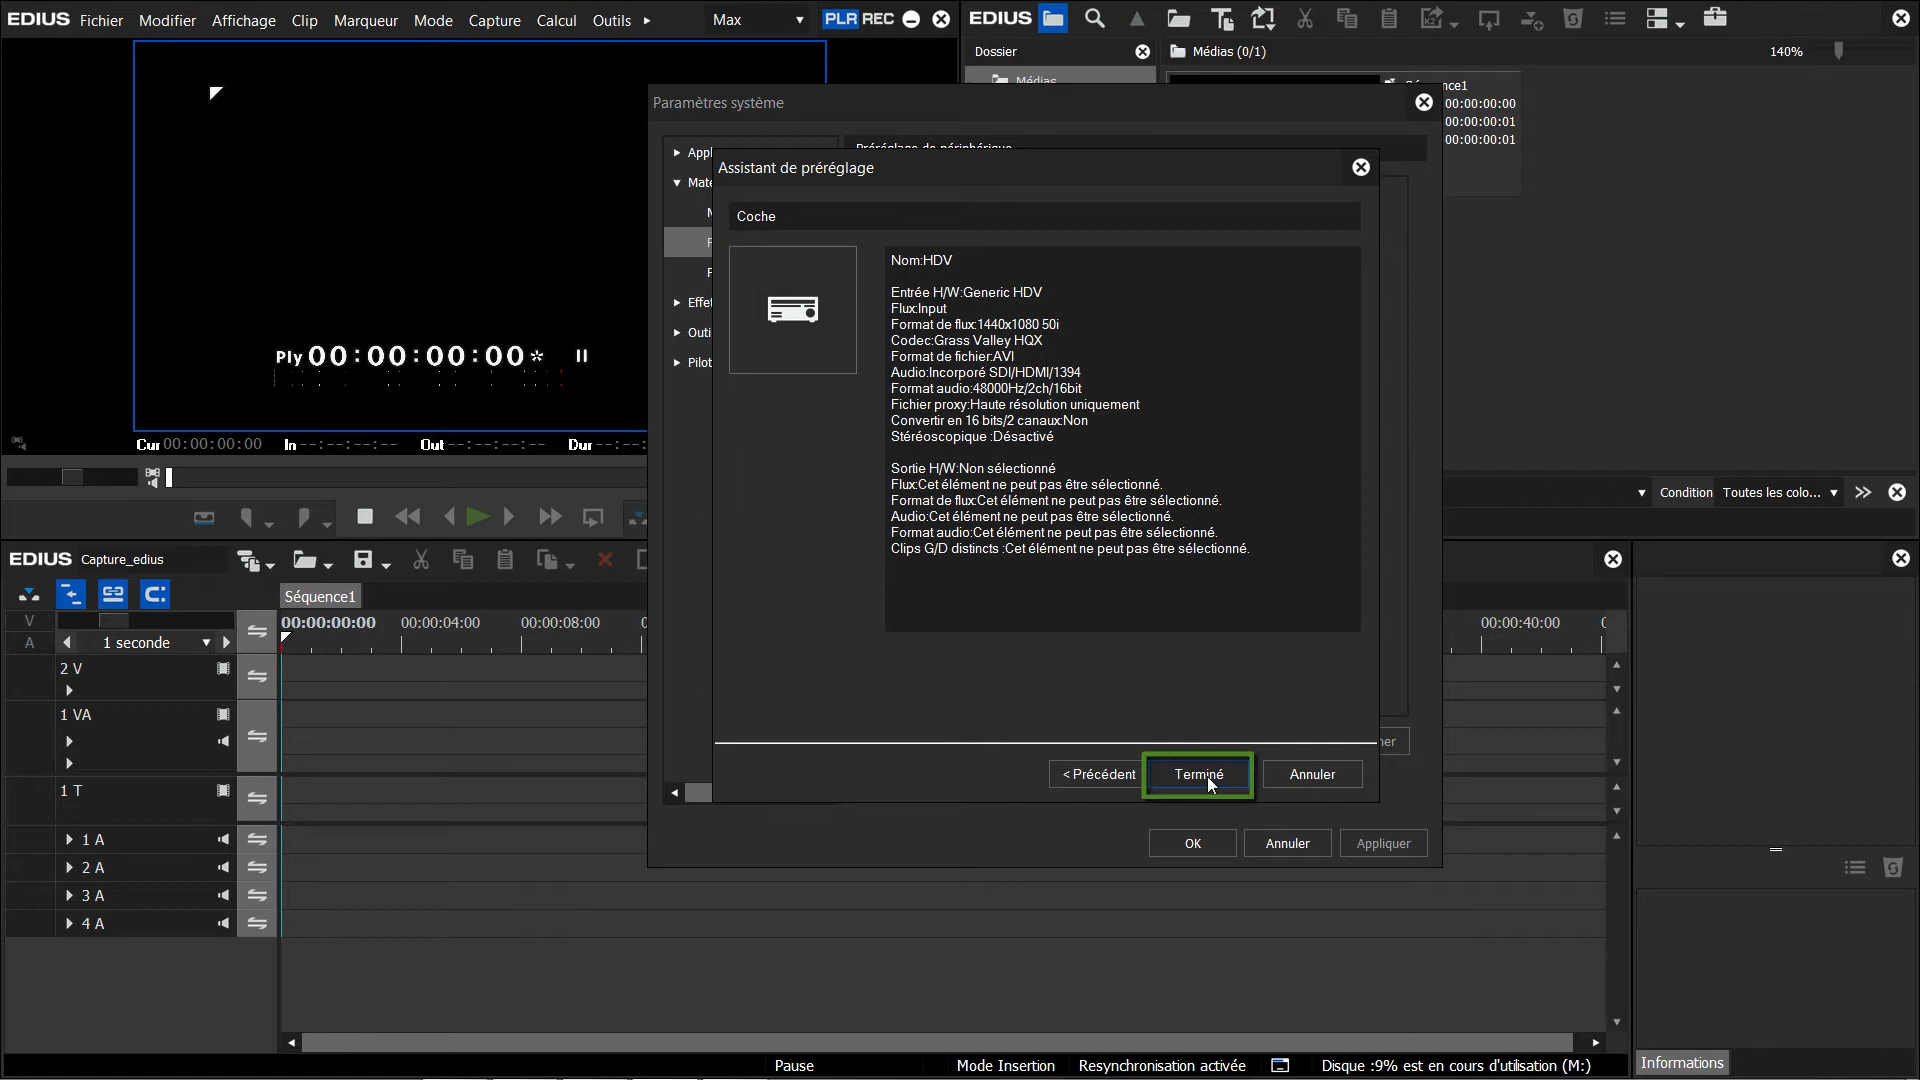 EDIUS Fichier Modifier Affichage Clip Marqueur Mode Capture Calcul Outils Max PLR REC
EDIUS
Dossier
Médias (0/1)
140%
Médias
00:00:00:00
00:00:00:01
00:00:00:01
Paramètres système
Préréglage de périphérique
Assistant de préréglage
Coche
Nom:HDV
Entrée H/W:Generic HDV
Flux:Input
Format de flux:1440x1080 50i
Codec:Grass Valley HQX
Format de fichier:AVI
Audio:Incorporé SDI/HDMI/1394
Format audio:48000Hz/2ch/16bit
Fichier proxy:Haute résolution uniquement
Convertir en 16 bits/2 canaux:Non
Stéréoscopique :Désactivé
Sortie H/W:Non sélectionné
Flux:Cet élément ne peut pas être sélectionné.
Format de flux:Cet élément ne peut pas être sélectionné.
Audio:Cet élément ne peut pas être sélectionné.
Format audio:Cet élément ne peut pas être sélectionné.
Clips G/D distincts :Cet élément ne peut pas être sélectionné.
< Précédent Terminé Annuler
OK Annuler Appliquer
Ply 00:00:00:00* II
Cur 00:00:00:00 In --:--:--:-- Out --:--:--:-- Dur
Condition Toutes les colo...
EDIUS Capture_edius
Séquence1
V
A
1 seconde
00:00:00:00 00:00:04:00 00:00:08:00 00:00:40:00
2 V
1 VA
1 T
1 A
2 A
3 A
4 A
Pause Mode Insertion Resynchronisation activée Disque :9% est en cours d'utilisation (M:)
Informations